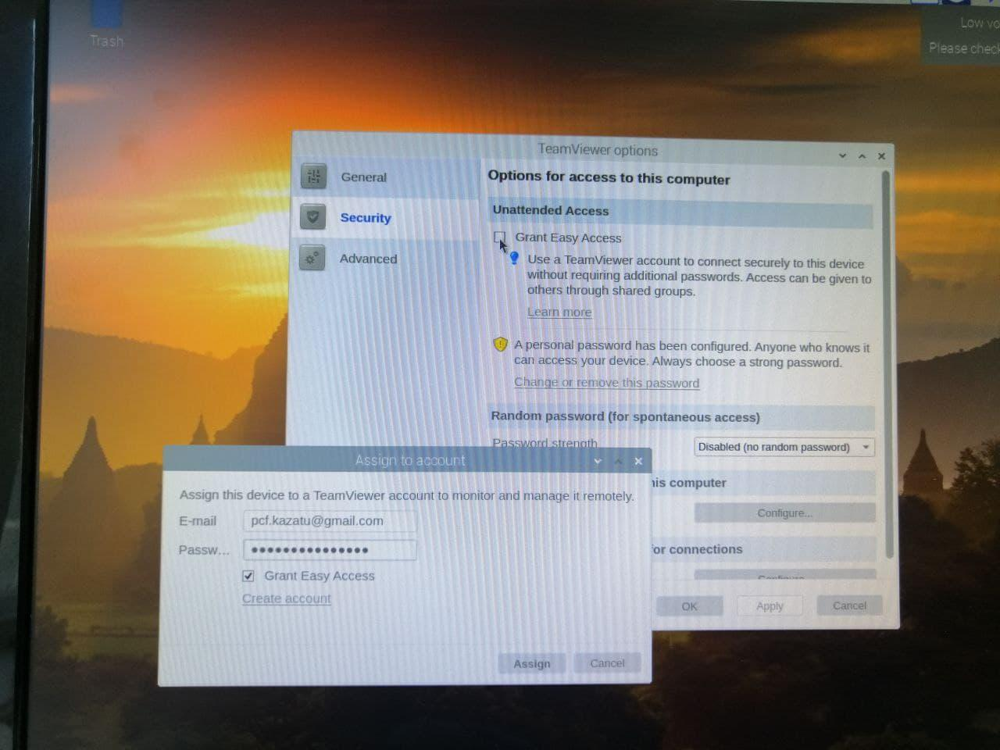 Trash
Low
Please check
TeamViewer options
General
Security
Advanced
Options for access to this computer
Unattended Access
Grant Easy Access
Use a TeamViewer account to connect securely to this device
without requiring additional passwords. Access can be given to
others through shared groups.
Learn more
A personal password has been configured. Anyone who knows it
can access your device. Always choose a strong password.
Change or remove this password
Random password (for spontaneous access)
Password strength
Disabled (no random password)
his computer
Configure...
or connections
Configure...
OK
Apply
Cancel
Assign to account
Assign this device to a TeamViewer account to monitor and manage it remotely.
E-mail
pcf.kazatu@gmail.com
Passw...
Grant Easy Access
Create account
Assign
Cancel